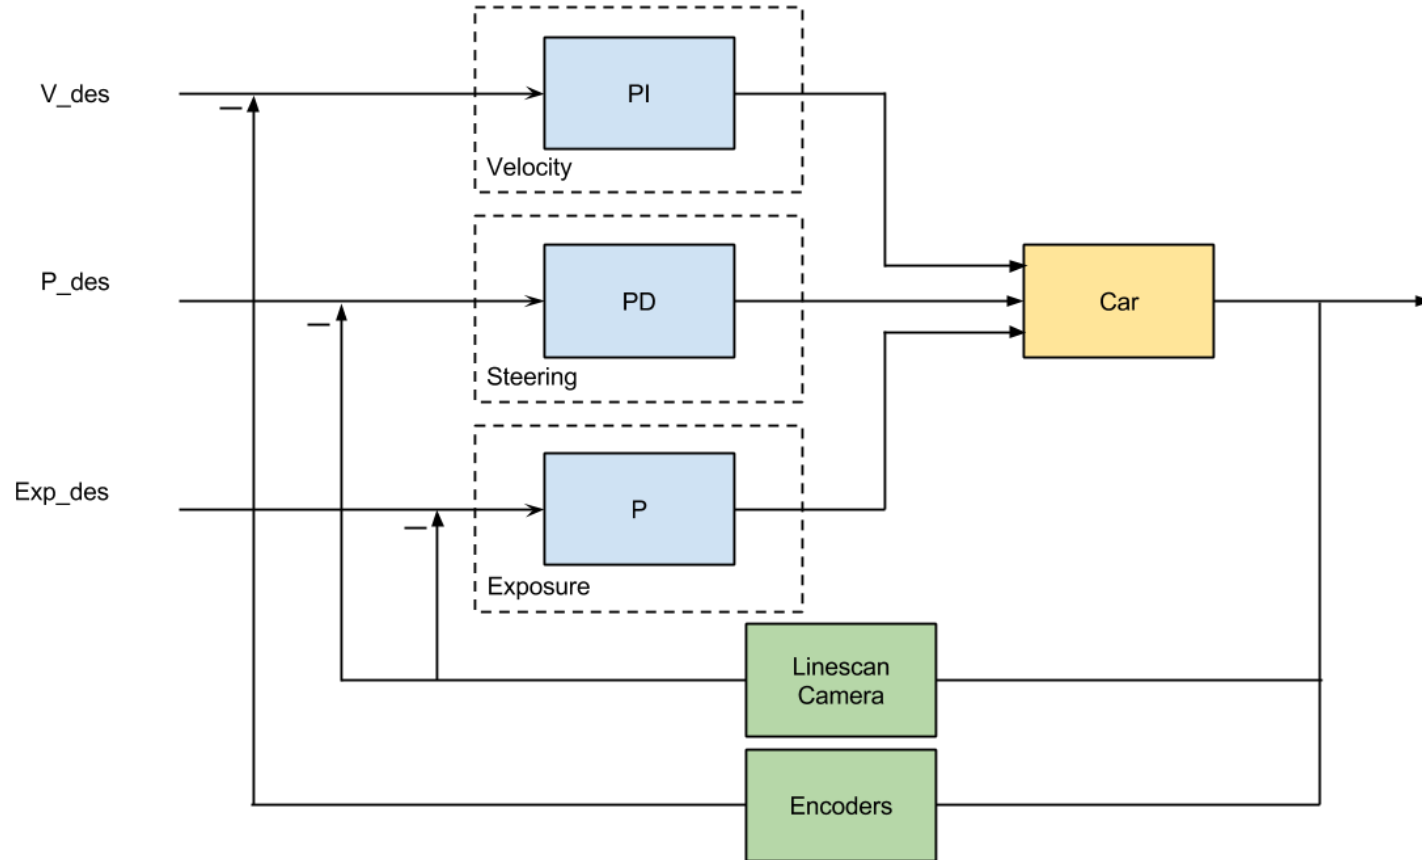 V_des
PI
Velocity
P_des
PD
Car
Steering
Exp_des
P
Exposure
Linescan
Camera
Encoders